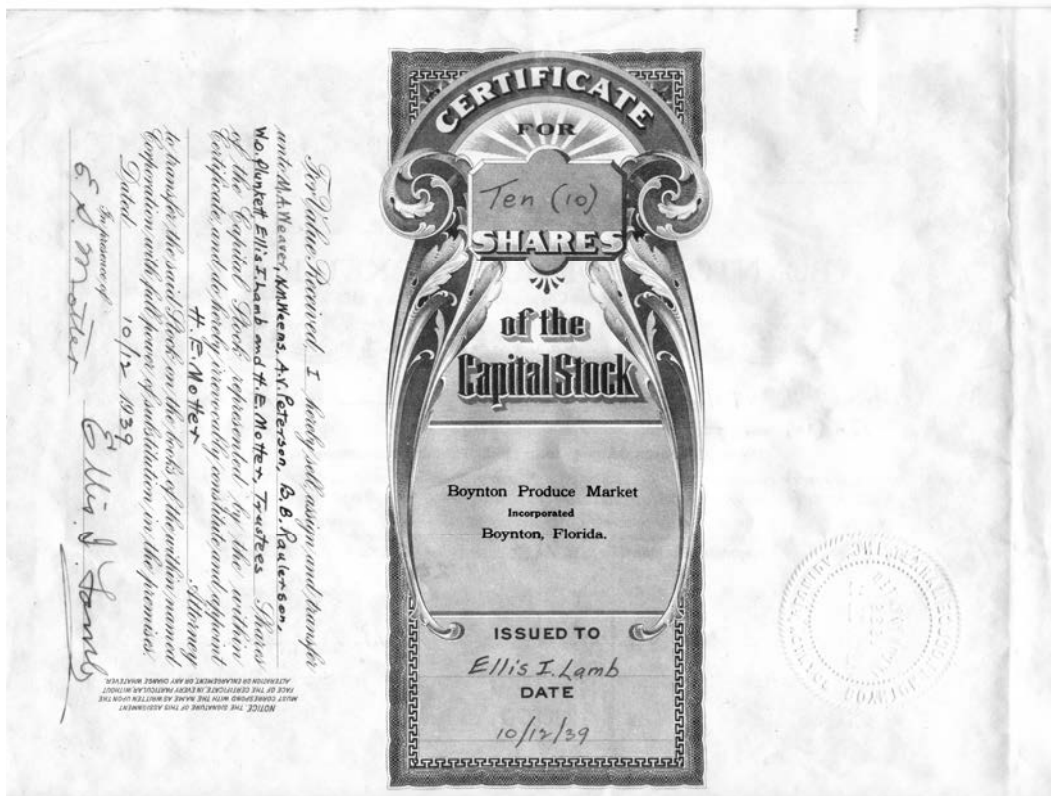 CERTIFICATE
FOR
Ten (10)
SHARES
of the
Capital Stock
Boynton Produce Market
Incorporated
Boynton, Florida.
ISSUED TO
Ellis I. Lamb
DATE
10/12/39
For Value Received, I hereby sell, assign and transfer
unto M.A. Weaver, N.M. Weens, A.V. Peterson, B.B. Raulerson,
Wo. Plunkett Ellis I Lamb and H.E. Motter, Trustees Shares
of the Capital Stock represented by the within
Certificate, and do hereby irrevocably constitute and appoint
H.E. Motter Attorney
to transfer the said Stock on the books of the within named
Corporation with full power of substitution in the premises.
Dated 10/12 1939
In presence of
E S Motter Ellis I. Lamb
NOTICE. THE SIGNATURE OF THIS ASSIGNMENT
MUST CORRESPOND WITH THE NAME AS WRITTEN UPON THE
FACE OF THE CERTIFICATE, IN EVERY PARTICULAR, WITHOUT
ALTERATION OR ENLARGEMENT, OR ANY CHANGE WHATEVER.